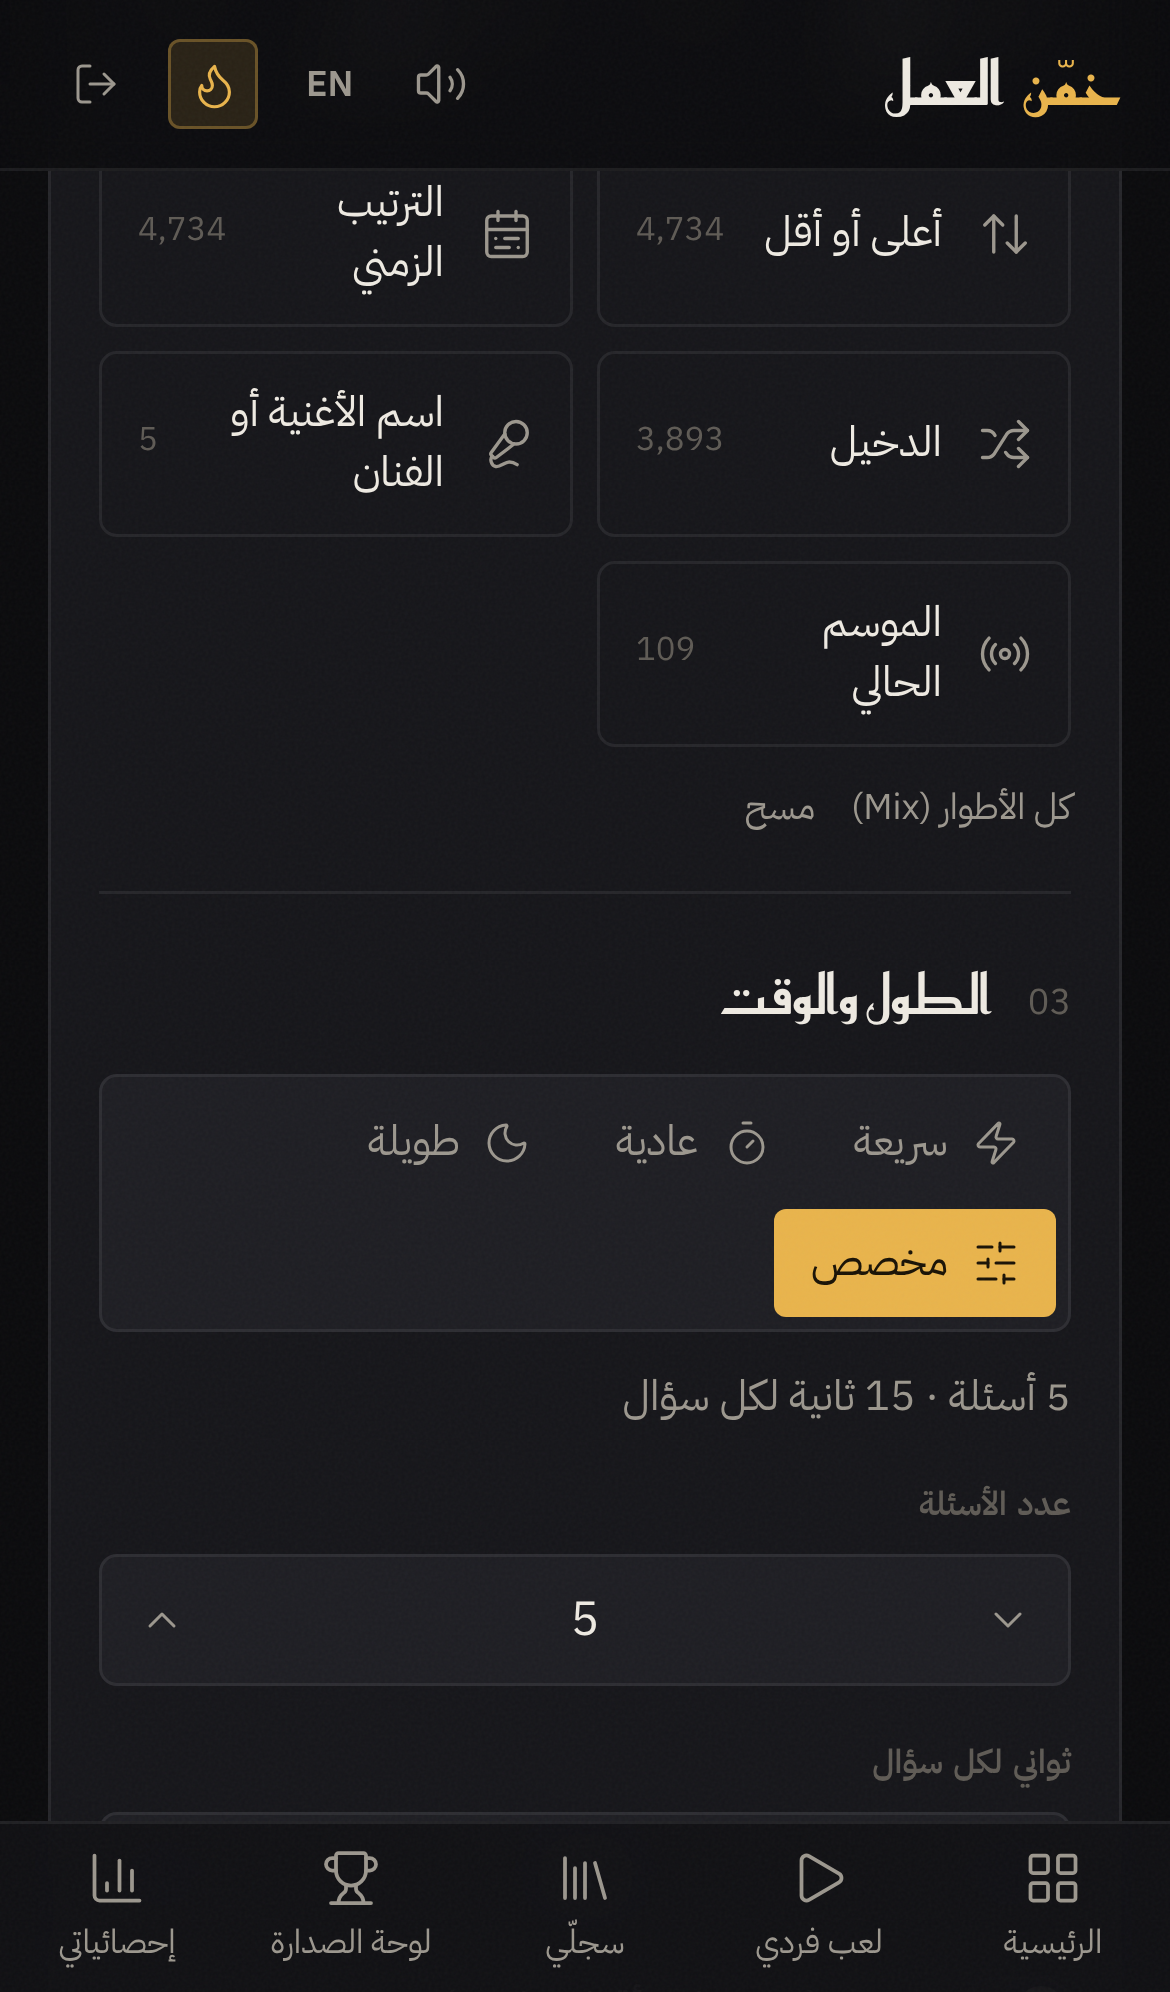 خمّن العمل
EN
أعلى أو أقل
4,734
الترتيب
الزمني
4,734
الدخيل
3,893
اسم الأغنية أو
الفنان
5
الموسم
الحالي
109
كل الأطوار (Mix) مسح
03 الطول والوقت
سريعة
عادية
طويلة
مخصص
5 أسئلة · 15 ثانية لكل سؤال
عدد الأسئلة
5
ثواني لكل سؤال
الرئيسية
لعب فردي
سجلّي
لوحة الصدارة
إحصائياتي